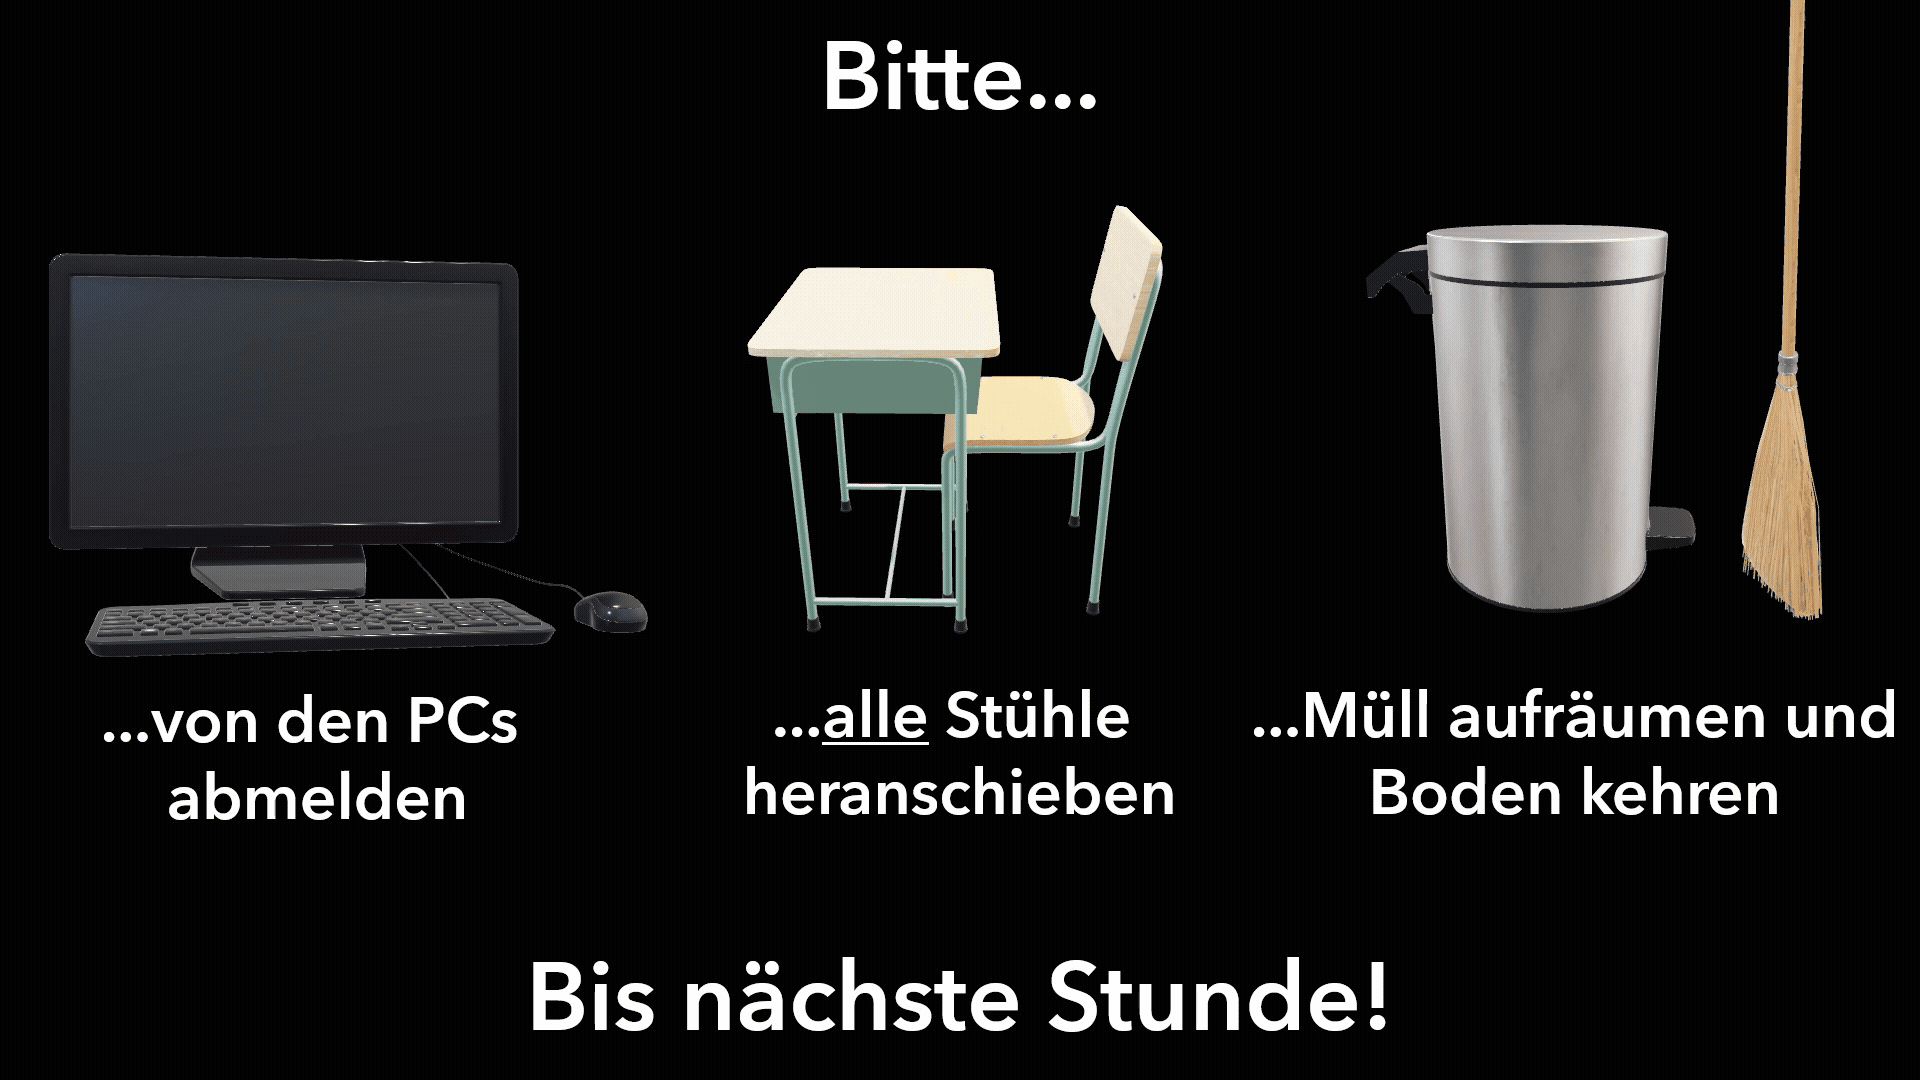 Bitte...
...von den PCs
abmelden
...alle Stühle
heranschieben
...Müll aufräumen und
Boden kehren
Bis nächste Stunde!